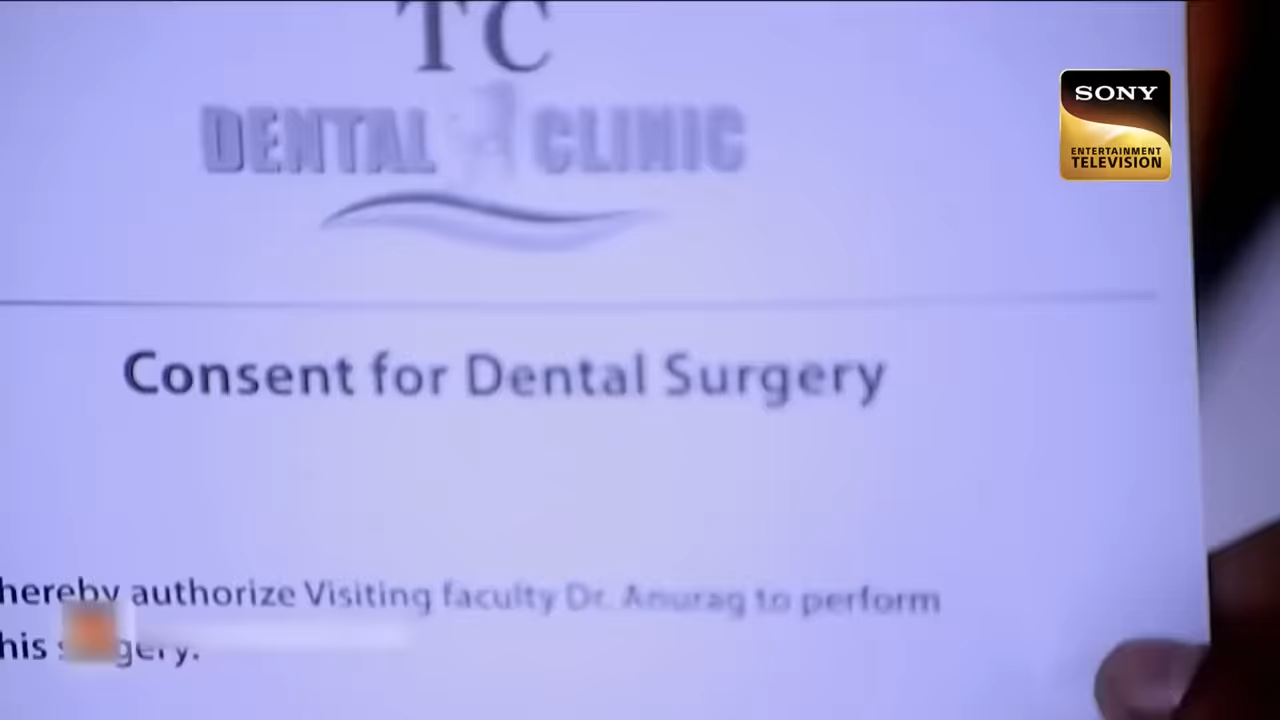 TC
DENTAL CLINIC
SONY
ENTERTAINMENT
TELEVISION
Consent for Dental Surgery
hereby authorize Visiting faculty Dr. Anurag to perform
his surgery.